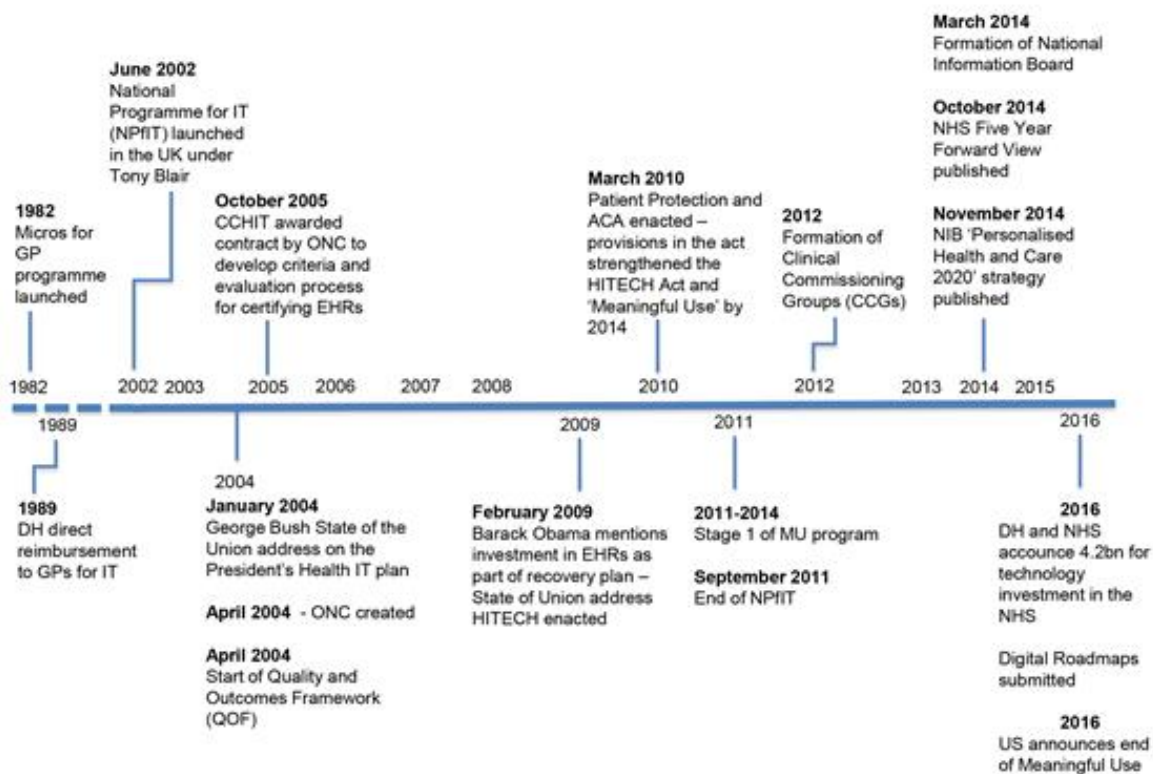 March 2014
Formation of National
Information Board
October 2014
NHS Five Year
Forward View
published
November 2014
NIB ‘Personalised
Health and Care
2020’ strategy
published
June 2002
National
Programme for IT
(NPfIT) launched
in the UK under
Tony Blair
1982
Micros for
GP
programme
launched
October 2005
CCHIT awarded
contract by ONC to
develop criteria and
evaluation process
for certifying EHRs
March 2010
Patient Protection and
ACA enacted –
provisions in the act
strengthened the
HITECH Act and
‘Meaningful Use’ by
2014
2012
Formation of
Clinical
Commissioning
Groups (CCGs)
1982 2002 2003 2005 2006 2007 2008 2010 2012 2013 2014 2015
1989 2009 2011 2016
2004
1989
DH direct
reimbursement
to GPs for IT
January 2004
George Bush State of the
Union address on the
President’s Health IT plan
April 2004 - ONC created
April 2004
Start of Quality and
Outcomes Framework
(QOF)
February 2009
Barack Obama mentions
investment in EHRs as
part of recovery plan –
State of Union address
HITECH enacted
2011-2014
Stage 1 of MU program
September 2011
End of NPfIT
2016
DH and NHS
accounce 4.2bn for
technology
investment in the
NHS
Digital Roadmaps
submitted
2016
US announces end
of Meaningful Use